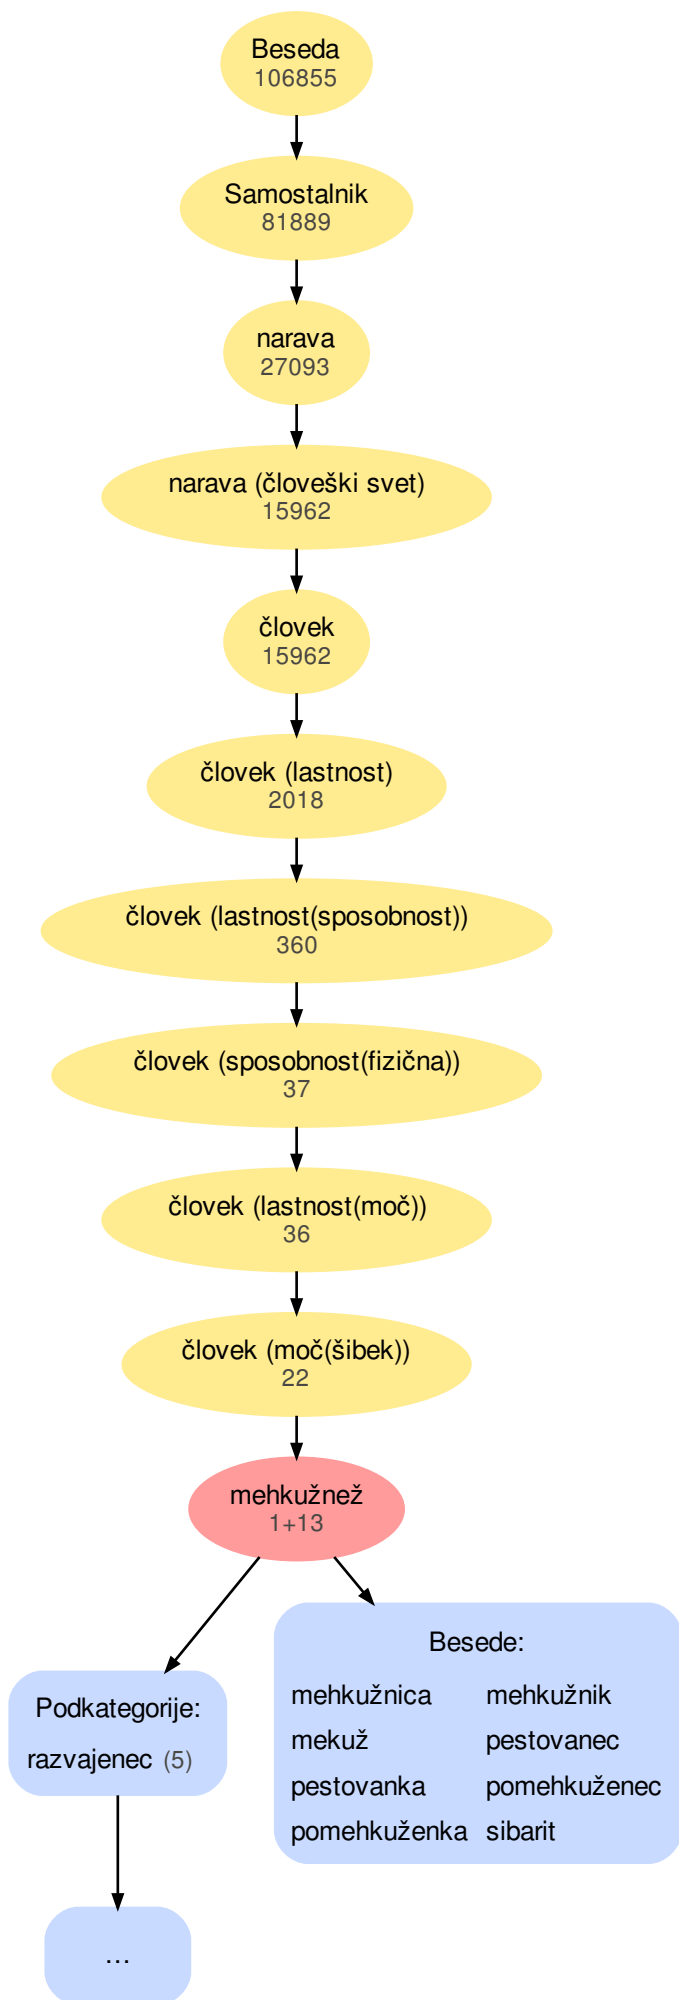 Beseda
106855
Samostalnik
81889
narava
27093
narava (človeški svet)
15962
človek
15962
človek (lastnost)
2018
človek (lastnost(sposobnost))
360
človek (sposobnost(fizična))
37
človek (lastnost(moč))
36
človek (moč(šibek))
22
mehkužnež
1+13
Podkategorije:
razvajenec (5)
...
Besede:
mehkužnica mehkužnik
mekuž pestovanec
pestovanka pomehkuženec
pomehkuženka sibarit